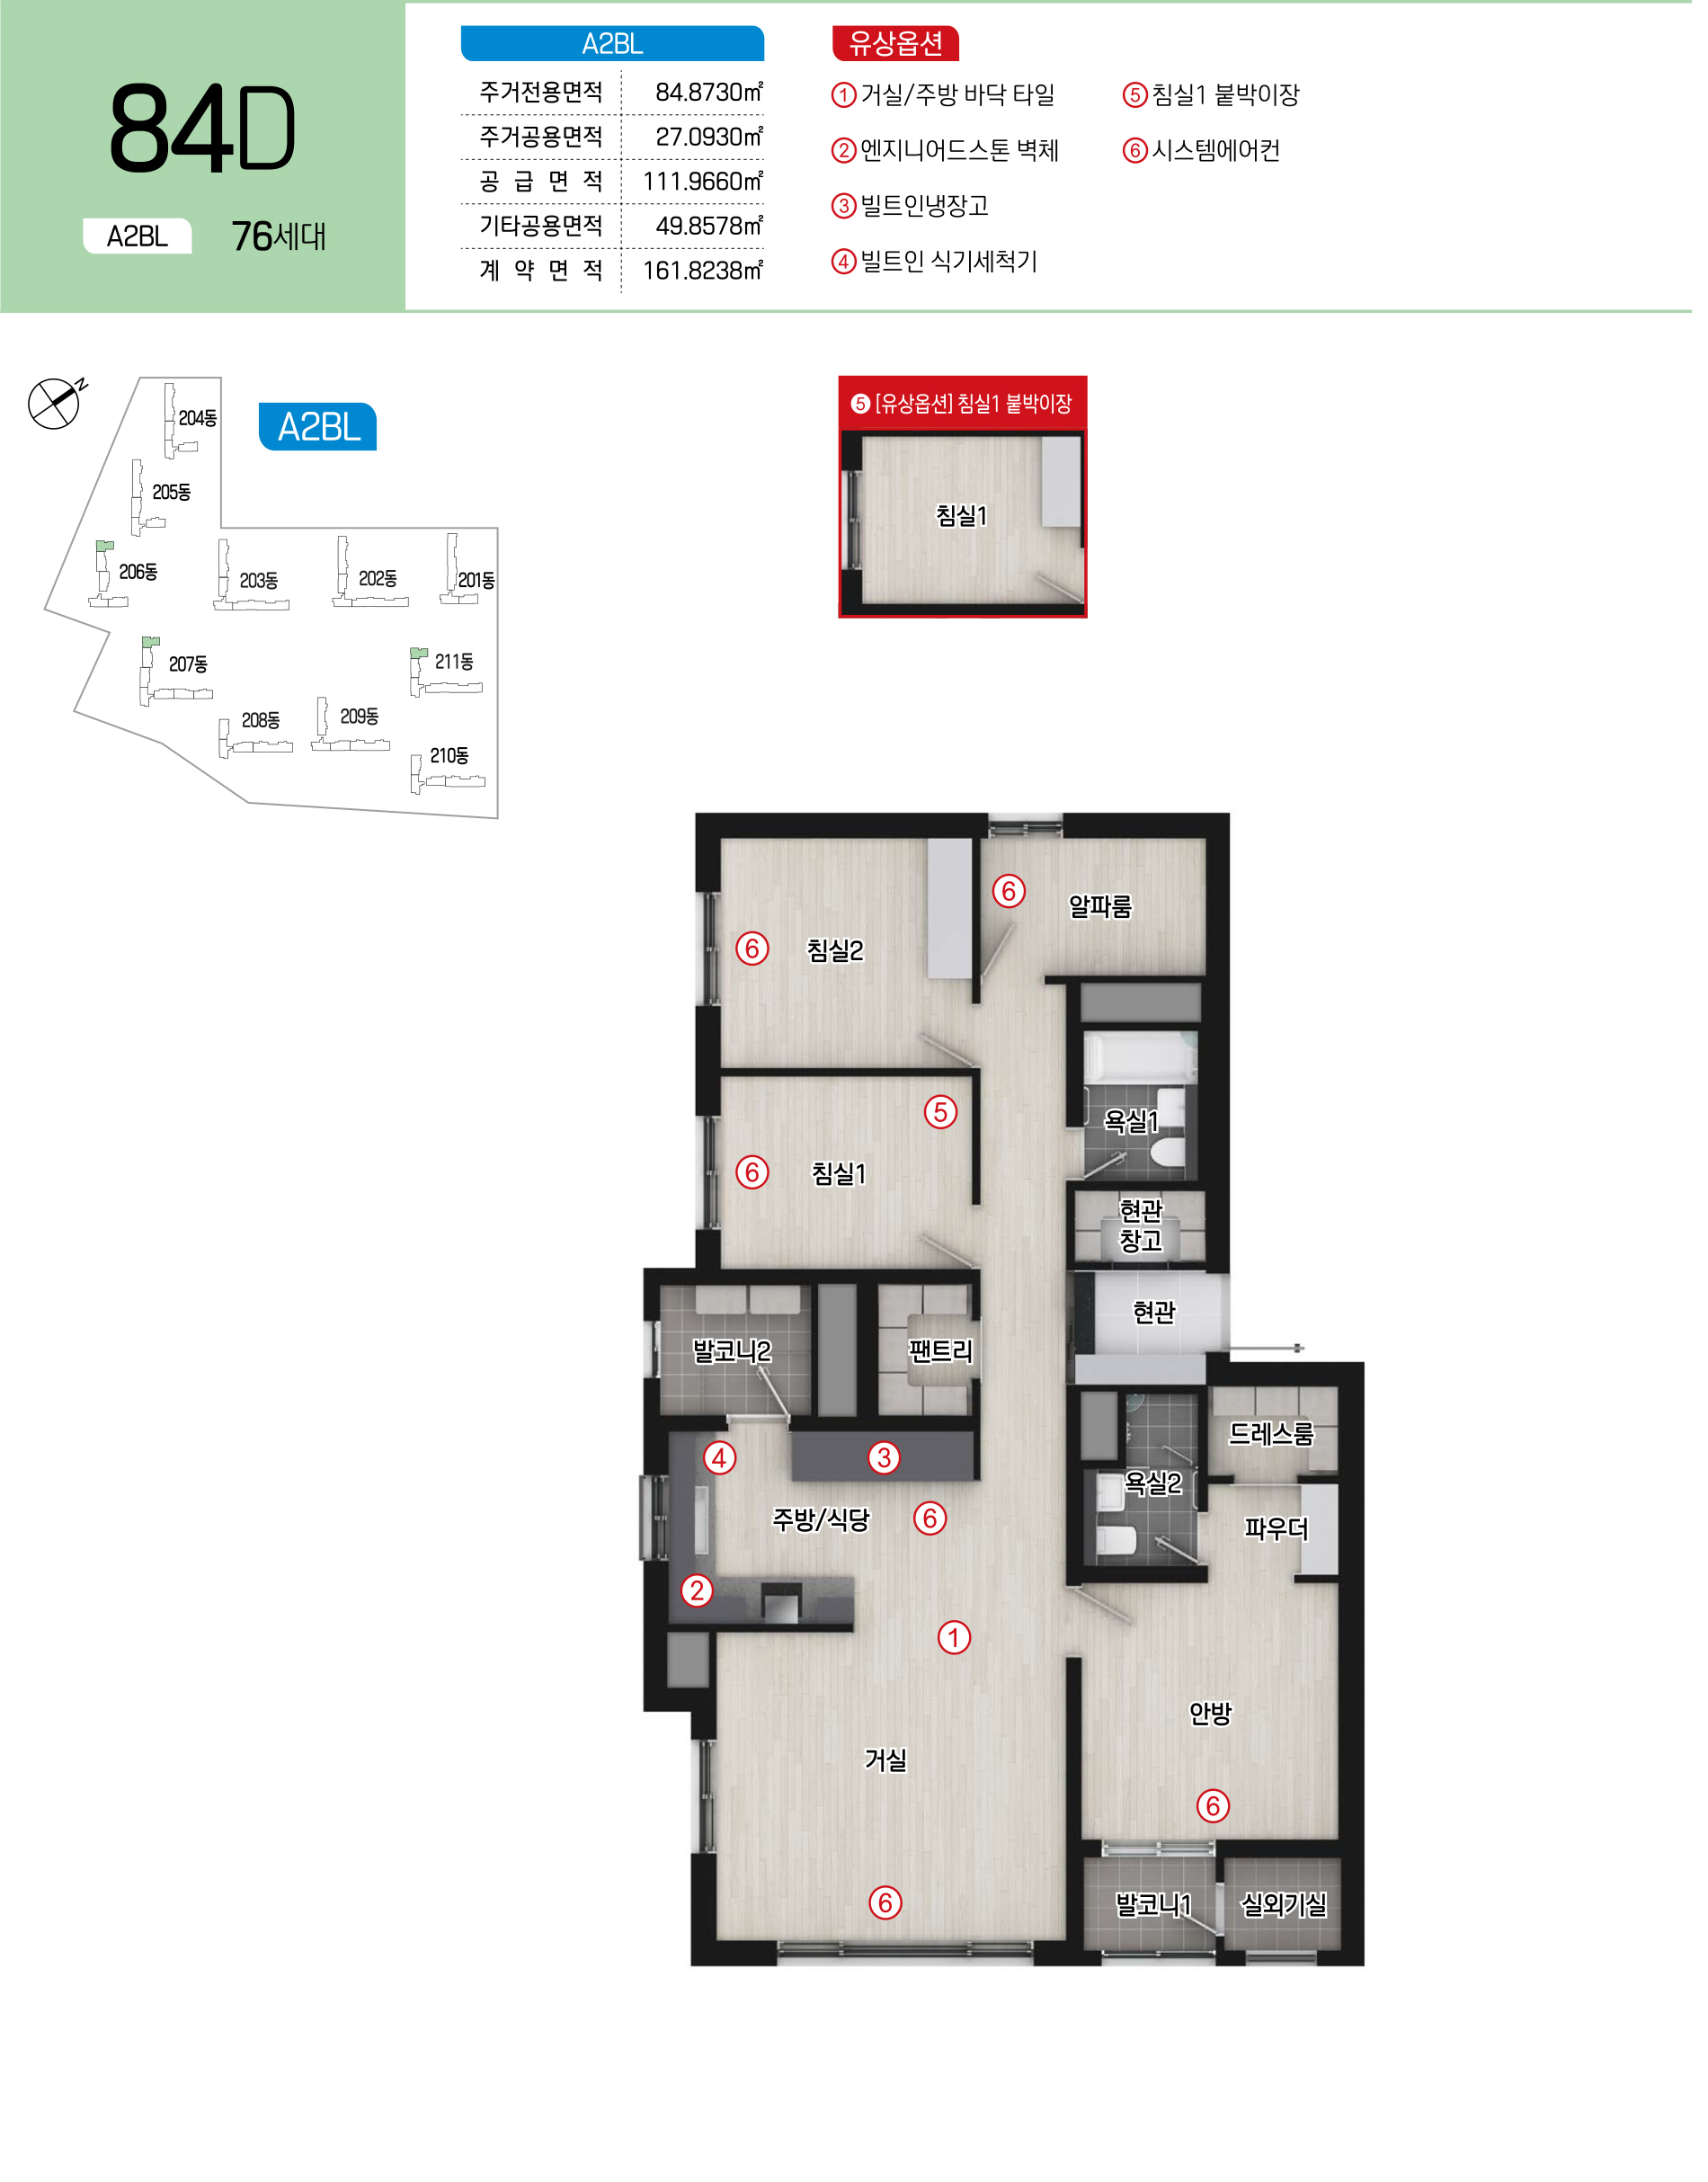 84D
A2BL 76세대
A2BL
주거전용면적 84.8730㎡
주거공용면적 27.0930㎡
공 급 면 적 111.9660㎡
기타공용면적 49.8578㎡
계 약 면 적 161.8238㎡
유상옵션
① 거실/주방 바닥 타일
② 엔지니어드스톤 벽체
③ 빌트인냉장고
④ 빌트인 식기세척기
⑤ 침실1 붙박이장
⑥ 시스템에어컨
N
A2BL
204동
205동
206동
203동
202동
201동
207동
211동
208동
209동
210동
❺ [유상옵션] 침실1 붙박이장
침실1
⑥
알파룸
⑥
침실2
⑤
욕실1
⑥
침실1
현관
창고
현관
발코니2
팬트리
드레스룸
④
③
욕실2
주방/식당
⑥
파우더
②
①
안방
거실
⑥
⑥
발코니1
실외기실